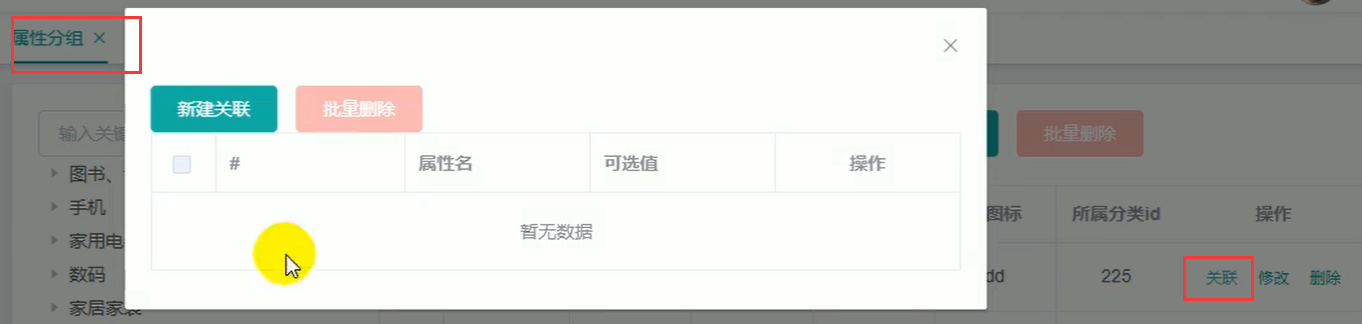 属性分组 ×
新建关联 批量删除
批量删除
输入关键
# 属性名 可选值 操作
图书、
手机
图标 所属分类id 操作
暂无数据
家用电
数码
dd 225 关联 修改 删除
家居家装